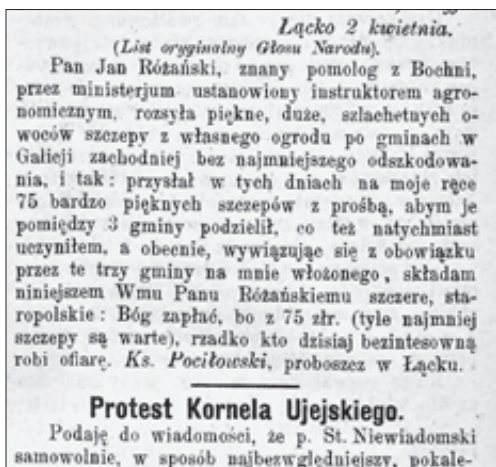 Łącko 2 kwietnia.
(List oryginalny Głosu Narodu).
Pan Jan Różański, znany pomolog z Bochni,
przez ministerjum ustanowiony instruktorem agro-
nomicznym, rozsyła piękne, duże, szlachetnych o-
woców szczepy z własnego ogrodu po gminach w
Galicji zachodniej bez najmniejszego odszkodowa-
nia, i tak: przysłał w tych dniach na moje ręce
75 bardzo pięknych szczepów z prośbą, abym je
pomiędzy 3 gminy podzielił, co też natychmiast
uczyniłem, a obecnie, wywiązując się z obowiązku
przez te trzy gminy na mnie włożonego, składam
niniejszem Wmu Panu Różańskiemu szczere, sta-
ropolskie: Bóg zapłać, bo z 75 złr. (tyle najmniej
szczepy są warte), rzadko kto dzisiaj bezintesowną
robi ofiarę. Ks. Pociłowski, proboszcz w Łącku.
Protest Kornela Ujejskiego.
Podaję do wiadomości, że p. St. Niewiadomski
samowolnie, w sposób najbezwzględniejszy, pokale-